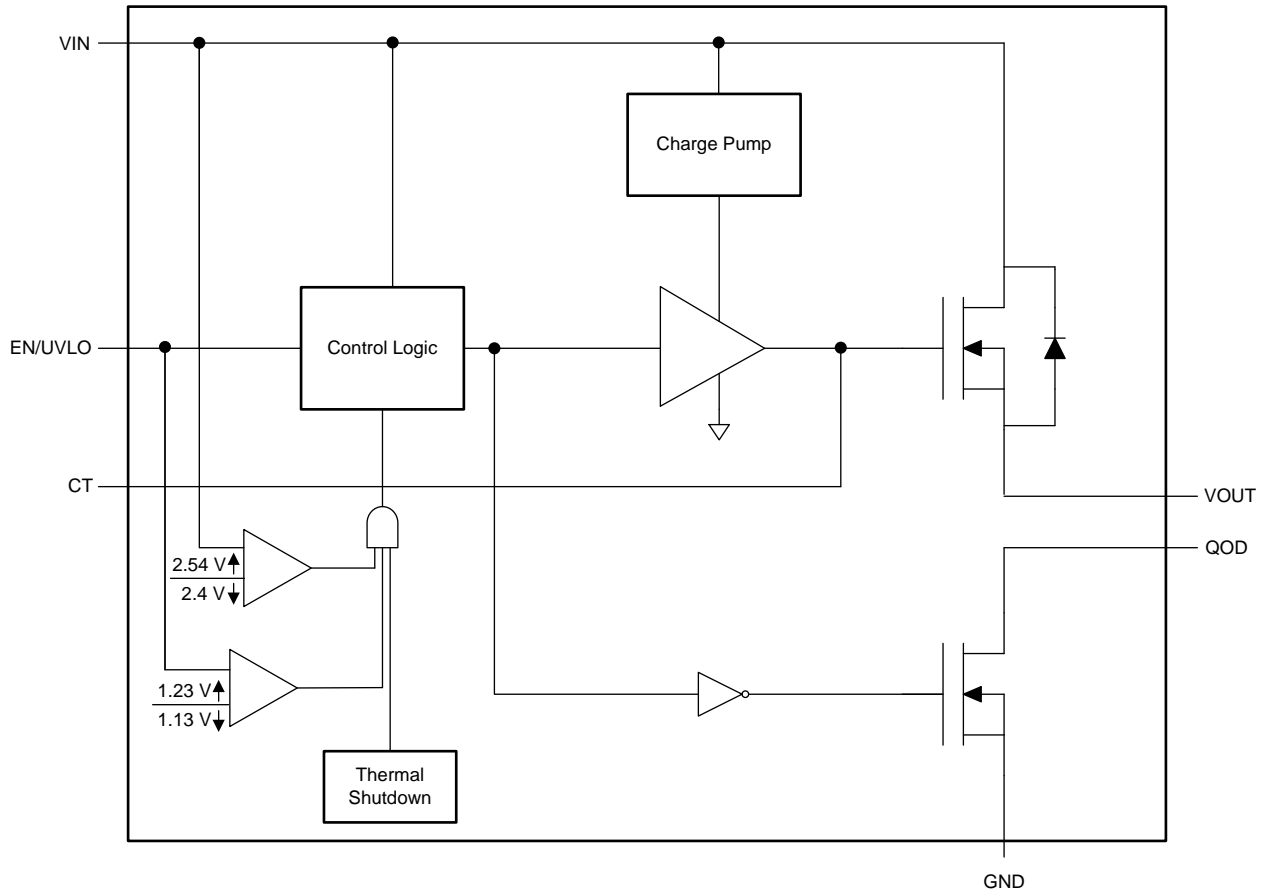 VIN
Charge Pump
EN/UVLO
Control Logic
CT
VOUT
QOD
2.54 V
2.4 V
1.23 V
1.13 V
Thermal
Shutdown
GND